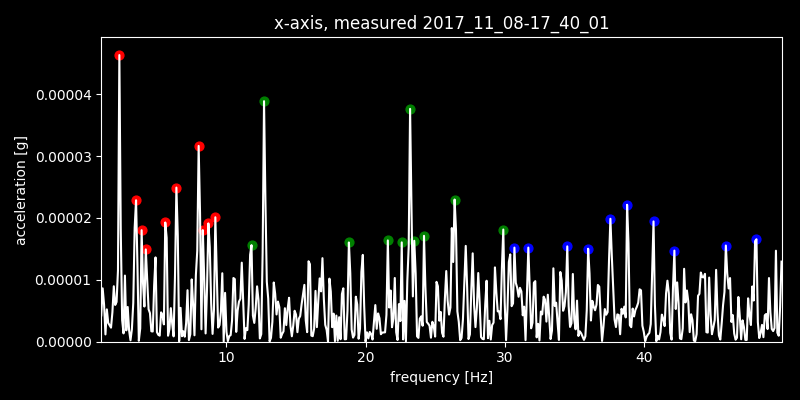 x-axis, measured 2017_11_08-17_40_01
acceleration [g]
0.00004
0.00003
0.00002
0.00001
0.00000
10 20 30 40
frequency [Hz]